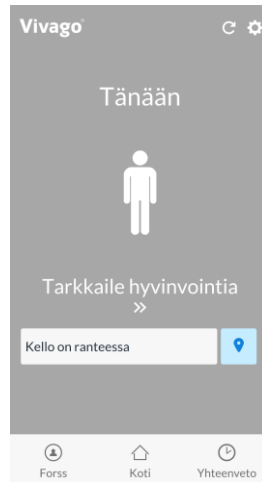 Vivago
Tänään
Tarkkaile hyvinvointia
»
Kello on ranteessa
Forss
Koti
Yhteenveto